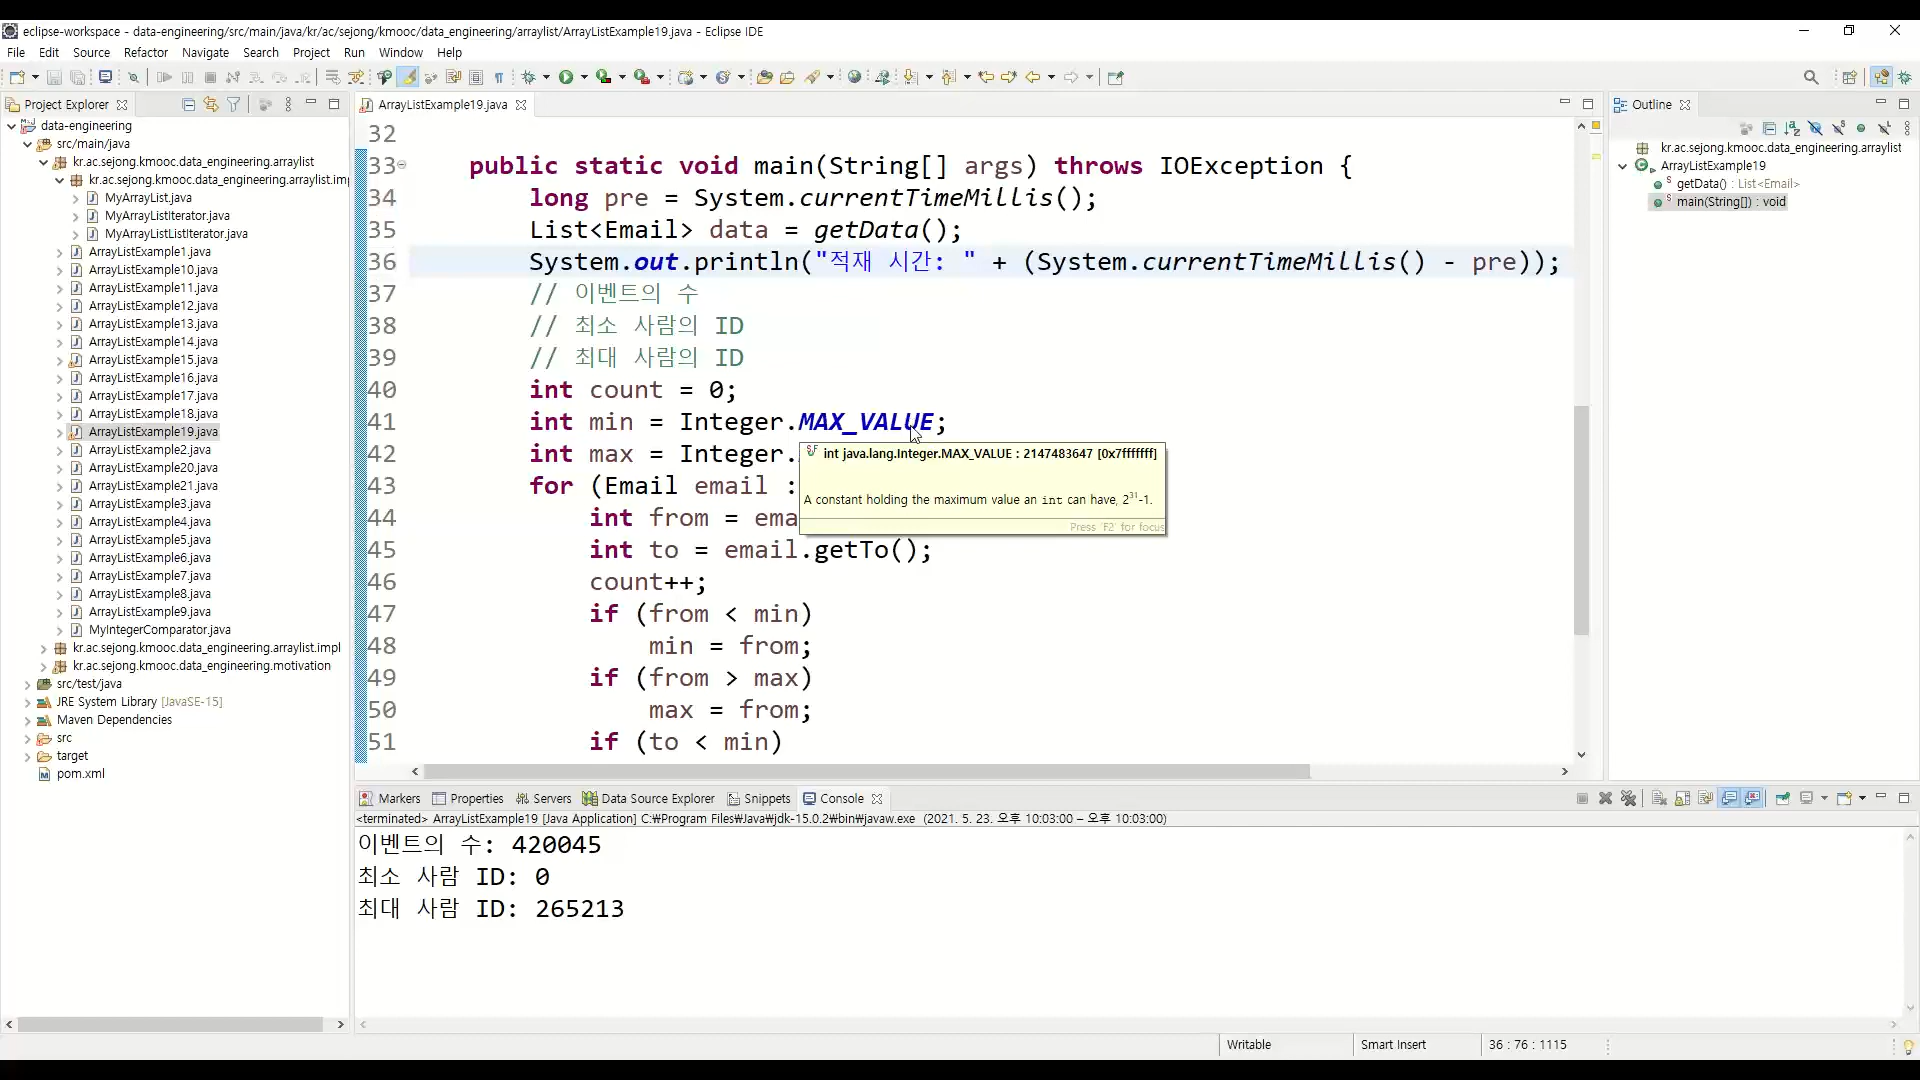 eclipse-workspace - data-engineering/src/main/java/kr/ac/sejong/kmooc/data_engineering/arraylist/ArrayListExample19.java - Eclipse IDE
File Edit Source Refactor Navigate Search Project Run Window Help
Project Explorer
data-engineering
src/main/java
kr.ac.sejong.kmooc.data_engineering.arraylist
kr.ac.sejong.kmooc.data_engineering.arraylist.imp
MyArrayList.java
MyArrayListIterator.java
MyArrayListListIterator.java
ArrayListExample1.java
ArrayListExample10.java
ArrayListExample11.java
ArrayListExample12.java
ArrayListExample13.java
ArrayListExample14.java
ArrayListExample15.java
ArrayListExample16.java
ArrayListExample17.java
ArrayListExample18.java
ArrayListExample19.java
ArrayListExample2.java
ArrayListExample20.java
ArrayListExample21.java
ArrayListExample3.java
ArrayListExample4.java
ArrayListExample5.java
ArrayListExample6.java
ArrayListExample7.java
ArrayListExample8.java
ArrayListExample9.java
MyIntegerComparator.java
kr.ac.sejong.kmooc.data_engineering.arraylist.impl
kr.ac.sejong.kmooc.data_engineering.motivation
src/test/java
JRE System Library [JavaSE-15]
Maven Dependencies
src
target
pom.xml
ArrayListExample19.java
32
33 public static void main(String[] args) throws IOException {
34 long pre = System.currentTimeMillis();
35 List<Email> data = getData();
36 System.out.println("적재 시간: " + (System.currentTimeMillis() - pre));
37 // 이벤트의 수
38 // 최소 사람의 ID
39 // 최대 사람의 ID
40 int count = 0;
41 int min = Integer.MAX_VALUE;
42 int max = Integer.
43 for (Email email :
44 int from = ema
45 int to = email.getTo();
46 count++;
47 if (from < min)
48 min = from;
49 if (from > max)
50 max = from;
51 if (to < min)
int java.lang.Integer.MAX_VALUE : 2147483647 [0x7fffffff]
A constant holding the maximum value an int can have, 2^31-1.
Press 'F2' for focus
Outline
kr.ac.sejong.kmooc.data_engineering.arraylist
ArrayListExample19
getData() : List<Email>
main(String[]) : void
Markers Properties Servers Data Source Explorer Snippets Console
<terminated> ArrayListExample19 [Java Application] C:₩Program Files₩Java₩jdk-15.0.2₩bin₩javaw.exe (2021. 5. 23. 오후 10:03:00 – 오후 10:03:00)
이벤트의 수: 420045
최소 사람 ID: 0
최대 사람 ID: 265213
Writable Smart Insert 36 : 76 : 1115